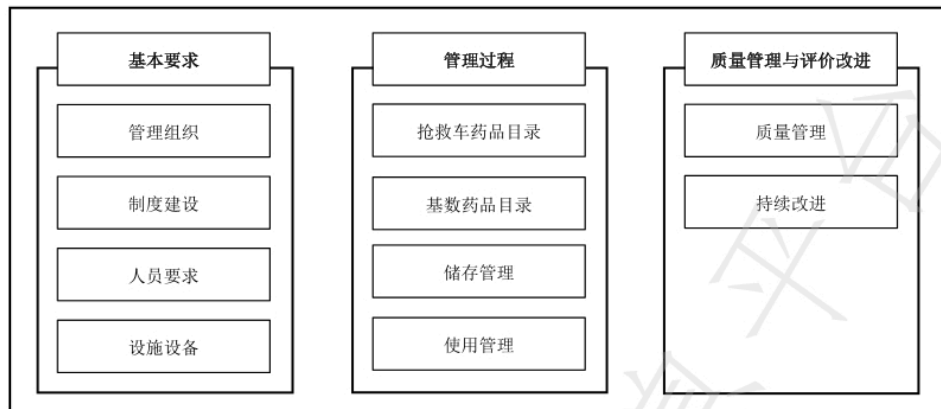 基本要求
管理组织
制度建设
人员要求
设施设备
管理过程
抢救车药品目录
基数药品目录
储存管理
使用管理
质量管理与评价改进
质量管理
持续改进
台
平
息